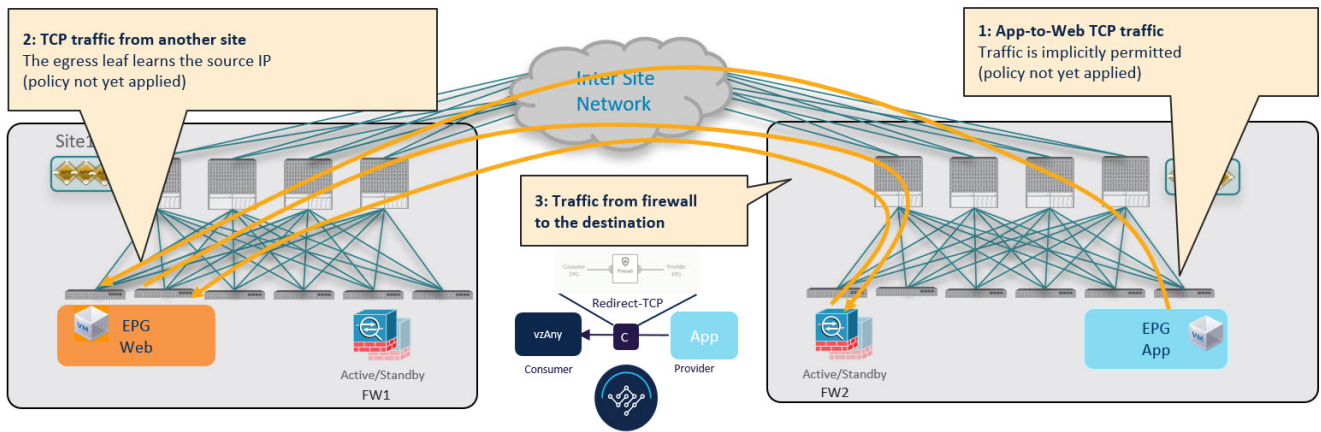 2: TCP traffic from another site
The egress leaf learns the source IP
(policy not yet applied)
1: App-to-Web TCP traffic
Traffic is implicitly permitted
(policy not yet applied)
Inter Site
Network
Site1
3: Traffic from firewall
to the destination
Consumer
EPG
Firewall
Provider
EPG
Redirect-TCP
vzAny
C
App
Consumer
Provider
VM
EPG
Web
Active/Standby
FW1
Active/Standby
FW2
EPG
App
VM